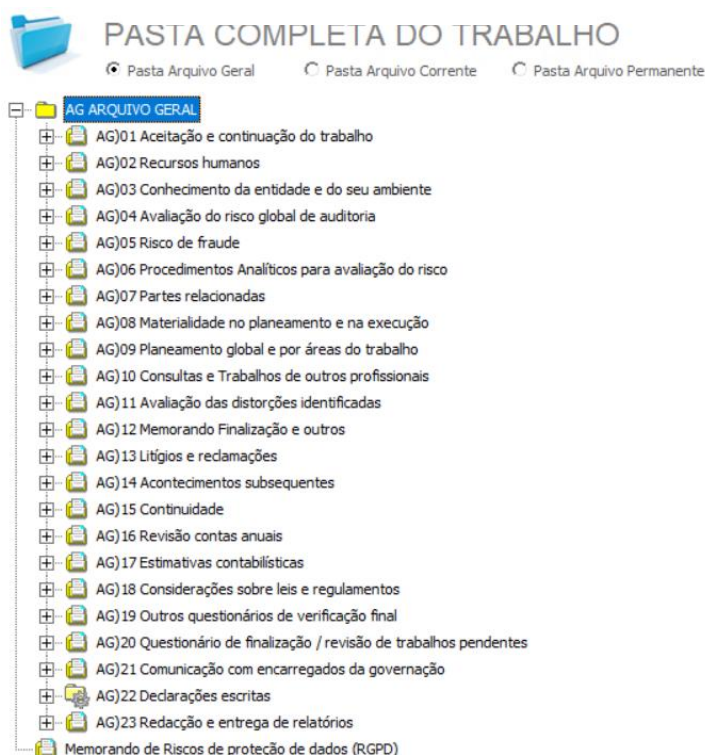 PASTA COMPLETA DO TRABALHO
Pasta Arquivo Geral Pasta Arquivo Corrente Pasta Arquivo Permanente
AG ARQUIVO GERAL
AG)01 Aceitação e continuação do trabalho
AG)02 Recursos humanos
AG)03 Conhecimento da entidade e do seu ambiente
AG)04 Avaliação do risco global de auditoria
AG)05 Risco de fraude
AG)06 Procedimentos Analíticos para avaliação do risco
AG)07 Partes relacionadas
AG)08 Materialidade no planeamento e na execução
AG)09 Planeamento global e por áreas do trabalho
AG)10 Consultas e Trabalhos de outros profissionais
AG)11 Avaliação das distorções identificadas
AG)12 Memorando Finalização e outros
AG)13 Litígios e reclamações
AG)14 Acontecimentos subsequentes
AG)15 Continuidade
AG)16 Revisão contas anuais
AG)17 Estimativas contabilísticas
AG)18 Considerações sobre leis e regulamentos
AG)19 Outros questionários de verificação final
AG)20 Questionário de finalização / revisão de trabalhos pendentes
AG)21 Comunicação com encarregados da governação
AG)22 Declarações escritas
AG)23 Redacção e entrega de relatórios
Memorando de Riscos de proteção de dados (RGPD)